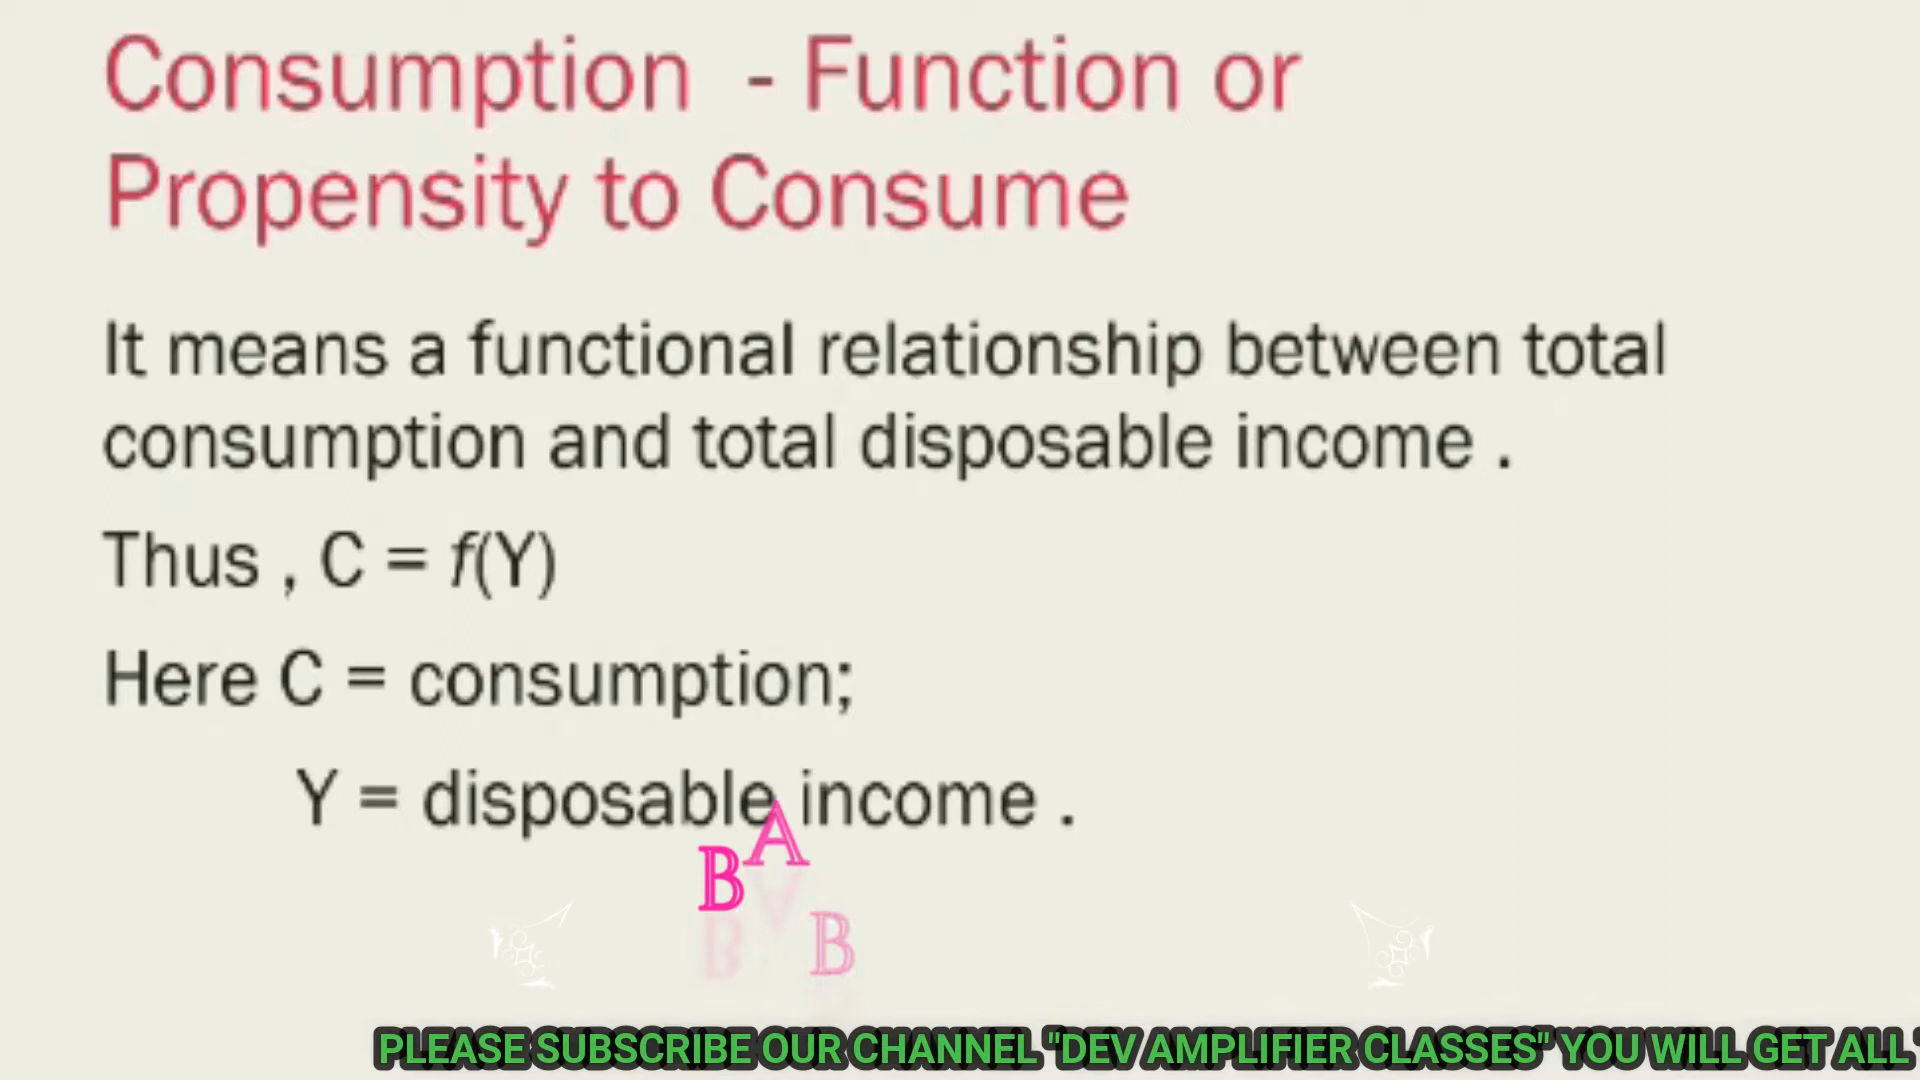 Consumption - Function or
Propensity to Consume
It means a functional relationship between total
consumption and total disposable income .
Thus , C = f(Y)
Here C = consumption;
Y = disposable income .
A
B
B
PLEASE SUBSCRIBE OUR CHANNEL "DEV AMPLIFIER CLASSES" YOU WILL GET ALL